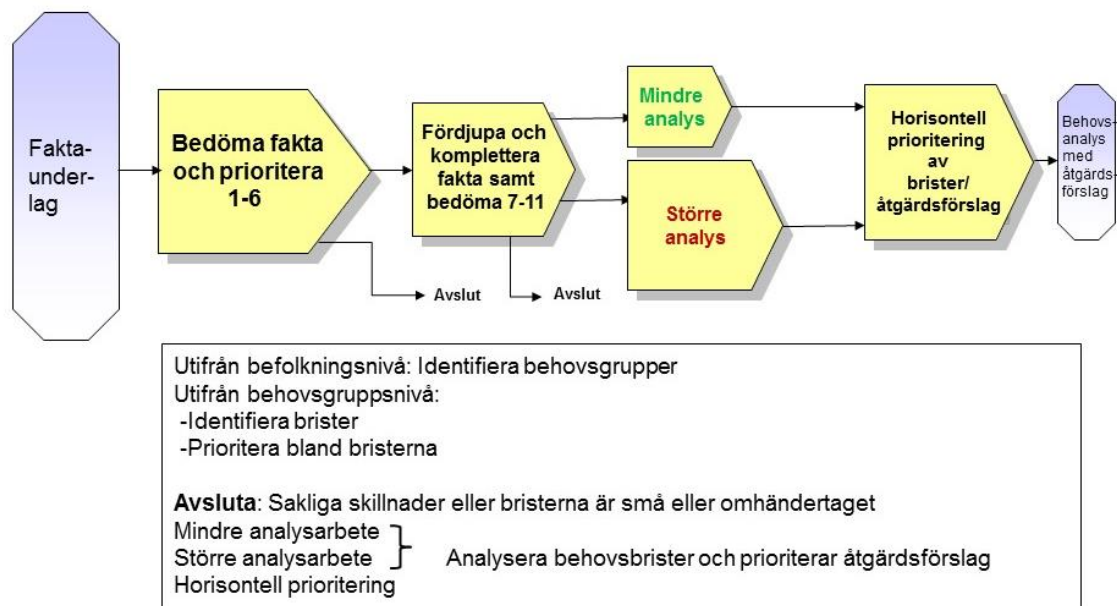 Fakta-
under-
lag
Bedöma fakta
och prioritera
1-6
Avslut
Fördjupa och
komplettera
fakta samt
bedöma 7-11
Avslut
Mindre
analys
Större
analys
Horisontell
prioritering
av
brister/
åtgärdsförslag
Behovs-
analys
med
åtgärds-
förslag
Utifrån befolkningsnivå: Identifiera behovsgrupper
Utifrån behovsgruppsnivå:
-Identifiera brister
-Prioritera bland bristerna
Avsluta: Sakliga skillnader eller bristerna är små eller omhändertaget
Mindre analysarbete
Större analysarbete Analysera behovsbrister och prioriterar åtgärdsförslag
Horisontell prioritering